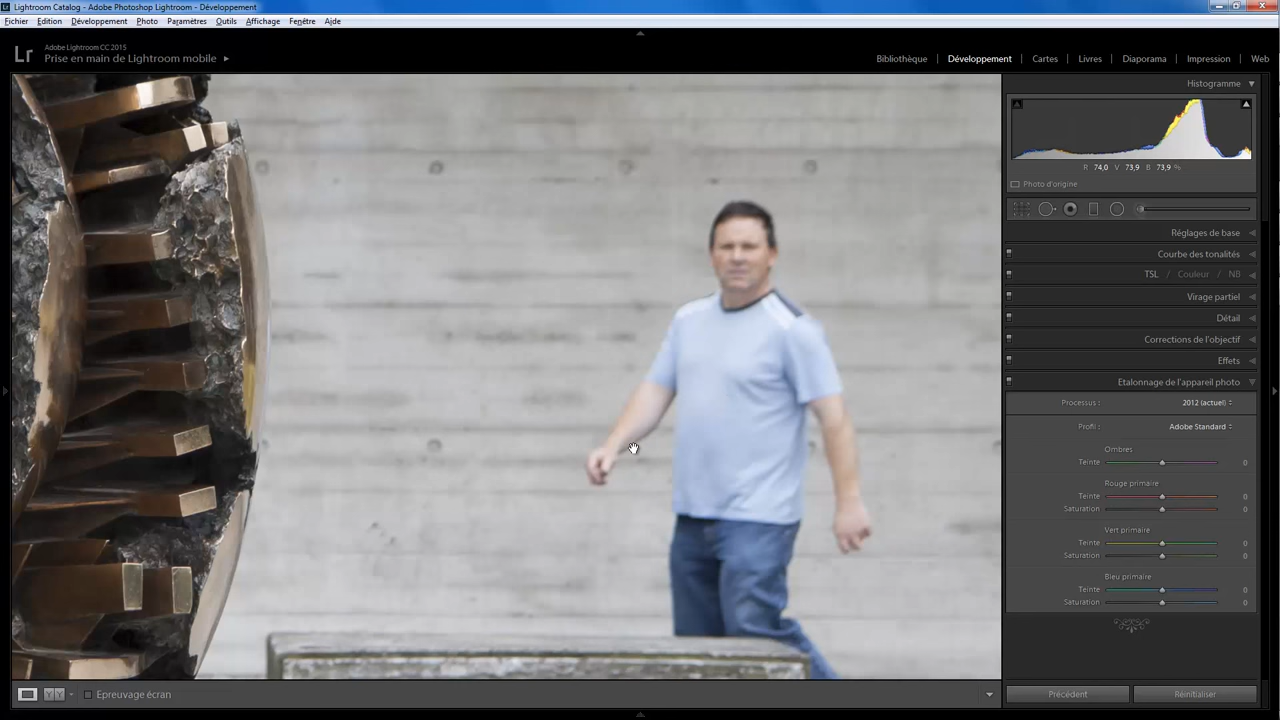 Lightroom Catalog - Adobe Photoshop Lightroom - Développement
Fichier Edition Développement Photo Paramètres Outils Affichage Fenêtre Aide
Adobe Lightroom CC 2015
Lr Prise en main de Lightroom mobile
Bibliothèque Développement Cartes Livres Diaporama Impression Web
Histogramme
R 74,0 V 73,9 B 73,9 %
Photo d'origine
Réglages de base
Courbe des tonalités
TSL / Couleur / NB
Virage partiel
Détail
Corrections de l'objectif
Effets
Etalonnage de l'appareil photo
Processus : 2012 (actuel)
Profil : Adobe Standard
Ombres
Teinte 0
Rouge primaire
Teinte 0
Saturation 0
Vert primaire
Teinte 0
Saturation 0
Bleu primaire
Teinte 0
Saturation 0
Y Y Epreuvage écran
Précédent Réinitialiser